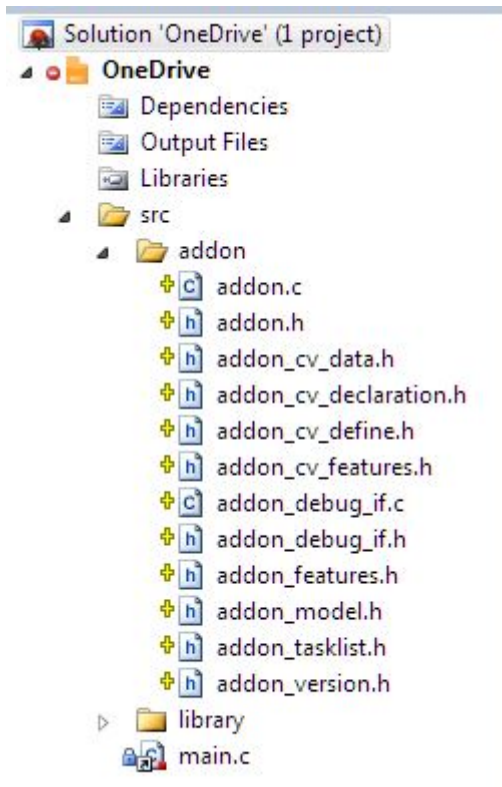 Solution 'OneDrive' (1 project)
OneDrive
Dependencies
Output Files
Libraries
src
addon
addon.c
addon.h
addon_cv_data.h
addon_cv_declaration.h
addon_cv_define.h
addon_cv_features.h
addon_debug_if.c
addon_debug_if.h
addon_features.h
addon_model.h
addon_tasklist.h
addon_version.h
library
main.c